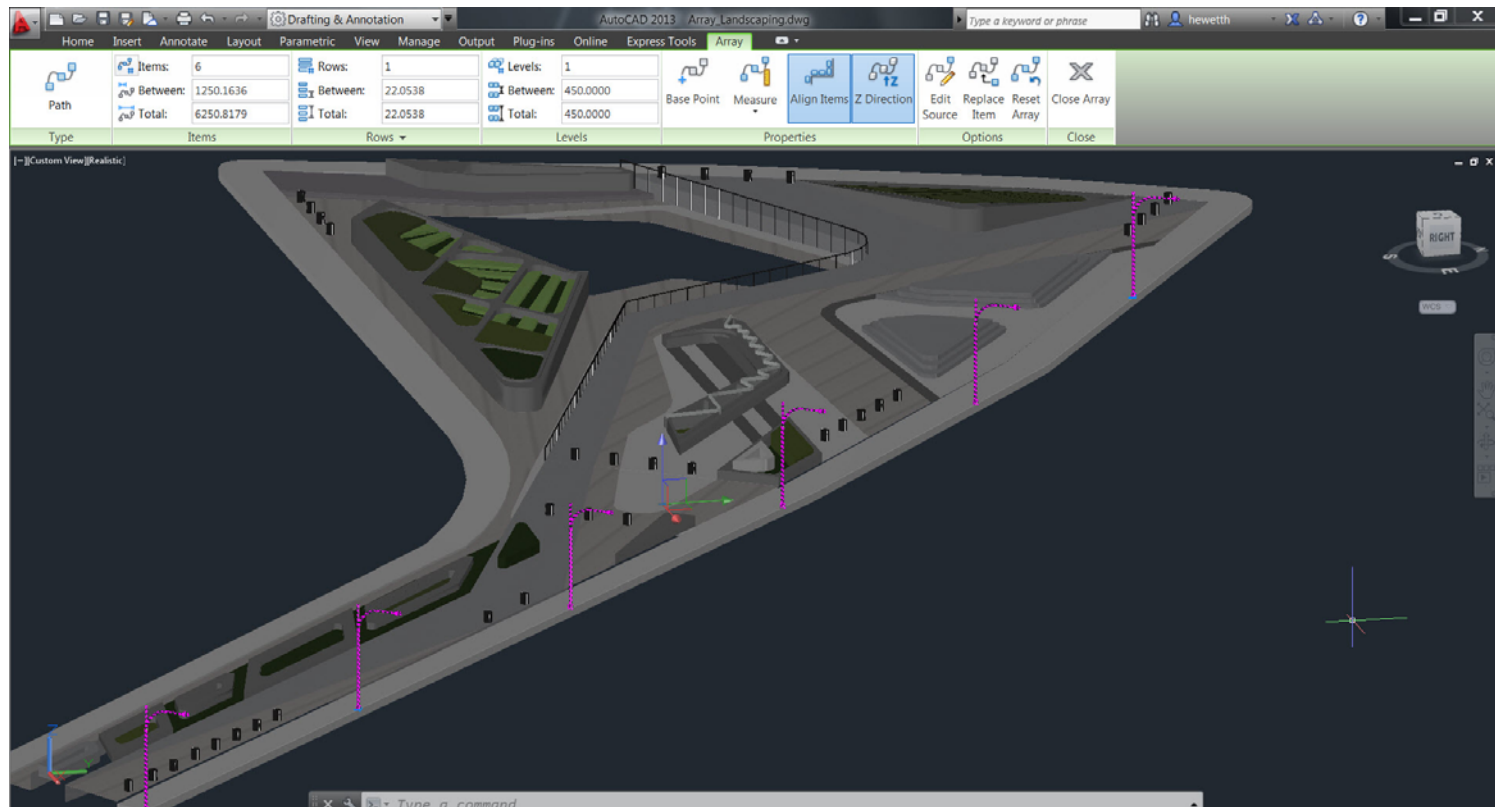 Drafting & Annotation AutoCAD 2013 Array_Landscaping.dwg Type a keyword or phrase hewetth
Home Insert Annotate Layout Parametric View Manage Output Plug-ins Online Express Tools Array
Items: 6 Rows: 1 Levels: 1
Between: 1250.1636 Between: 22.0538 Between: 450.0000
Total: 6250.8179 Total: 22.0538 Total: 450.0000
Path Base Point Measure Align Items Z Direction Edit Source Replace Item Reset Array Close Array
Type Items Rows Levels Properties Options Close
[-][Custom View][Realistic]
RIGHT
S E
WCS
Z
Y
Type a command